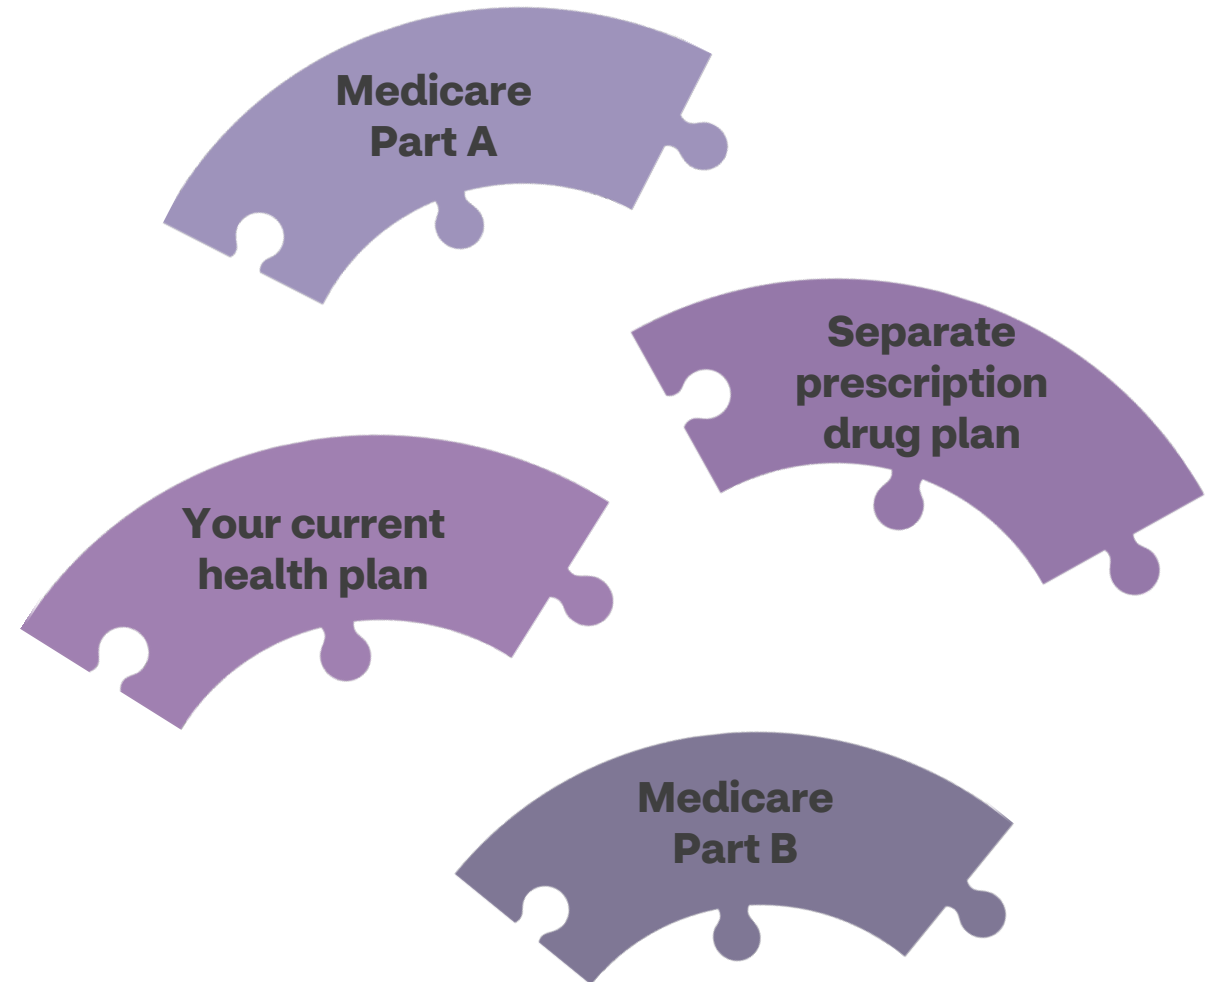 Medicare
Part A
Separate
prescription
drug plan
Your current
health plan
Medicare
Part B